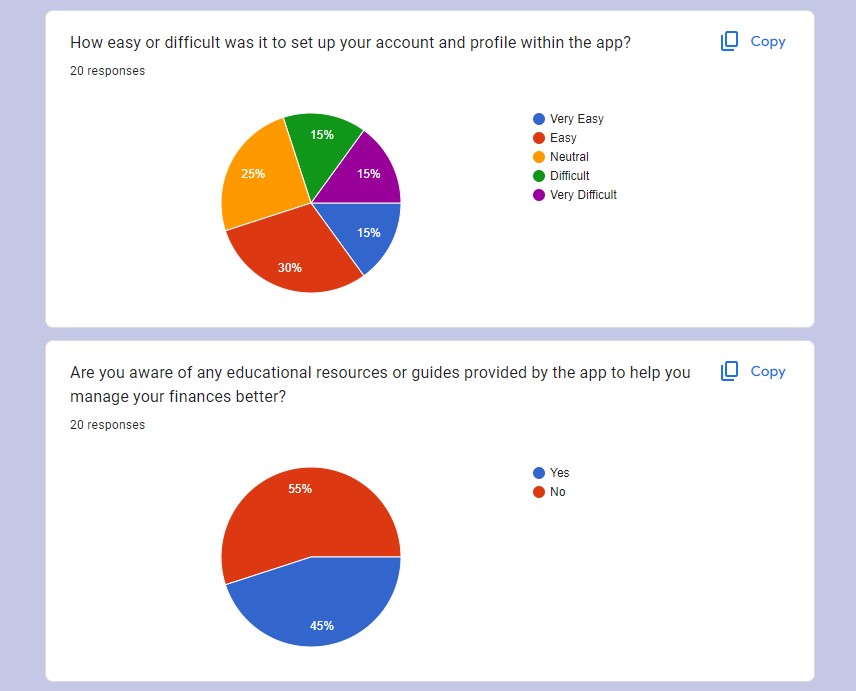 How easy or difficult was it to set up your account and profile within the app?
Copy
20 responses
15%
15%
25%
15%
30%
Very Easy
Easy
Neutral
Difficult
Very Difficult
Are you aware of any educational resources or guides provided by the app to help you
manage your finances better?
Copy
20 responses
55%
45%
Yes
No